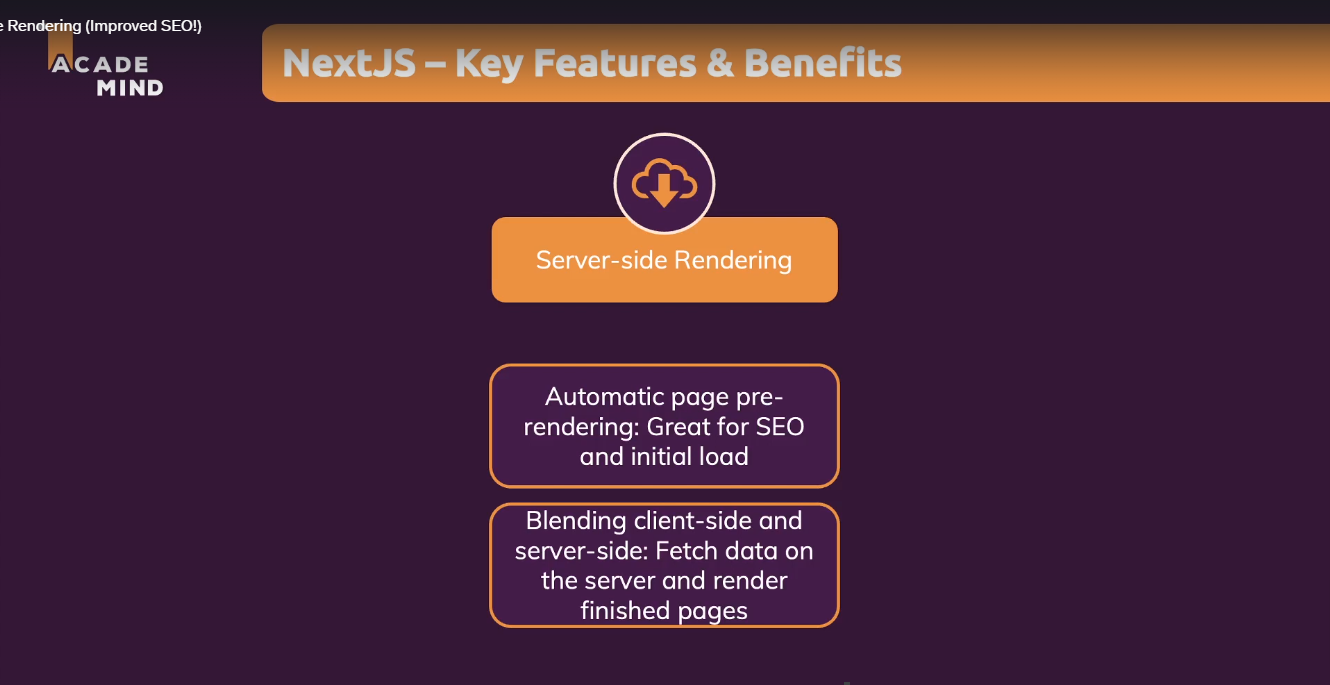 Rendering (Improved SEO!)
ACADE
MIND
NextJS – Key Features & Benefits
Server-side Rendering
Automatic page pre-
rendering: Great for SEO
and initial load
Blending client-side and
server-side: Fetch data on
the server and render
finished pages